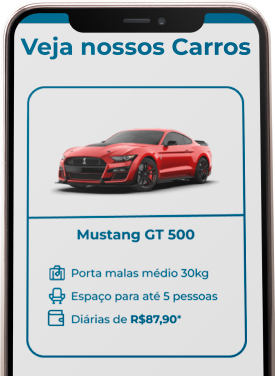 Veja nossos Carros
Mustang GT 500
Porta malas médio 30kg
Espaço para até 5 pessoas
Diárias de R$87,90*